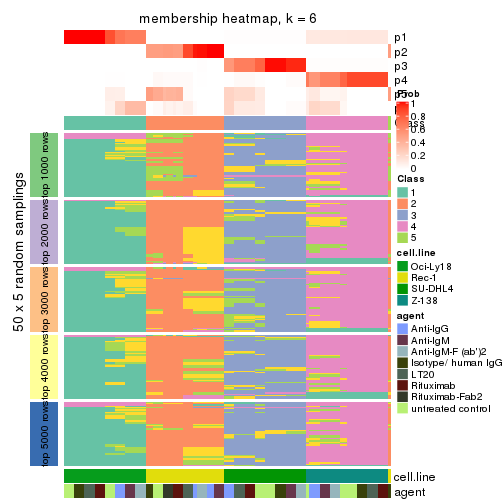 membership heatmap, k = 6
p1
p2
p3
p4
p5
Class
Prob
1
0.8
0.6
0.4
0.2
0
Class
1
2
3
4
5
cell.line
Oci-Ly18
Rec-1
SU-DHL4
Z-138
agent
Anti-IgG
Anti-IgM
Anti-IgM-F (ab')2
Isotype/ human IgG
LT20
Rituximab
Rituximab-Fab2
untreated control
50 x 5 random samplings
top 1000 rows
top 2000 rows
top 3000 rows
top 4000 rows
top 5000 rows
cell.line
agent